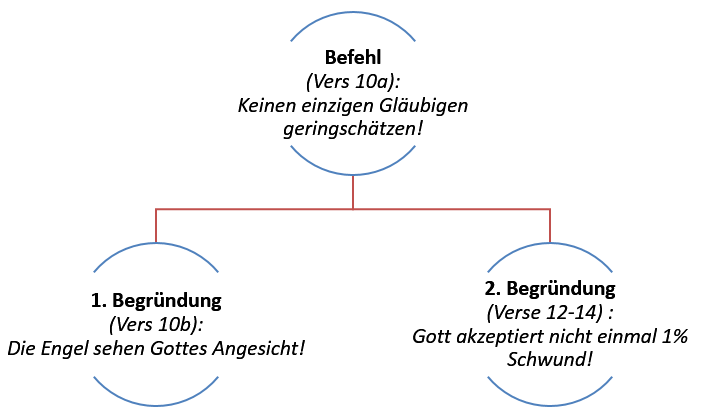 Befehl
(Vers 10a):
Keinen einzigen Gläubigen
geringschätzen!
1. Begründung
(Vers 10b):
Die Engel sehen Gottes Angesicht!
2. Begründung
(Verse 12-14) :
Gott akzeptiert nicht einmal 1%
Schwund!